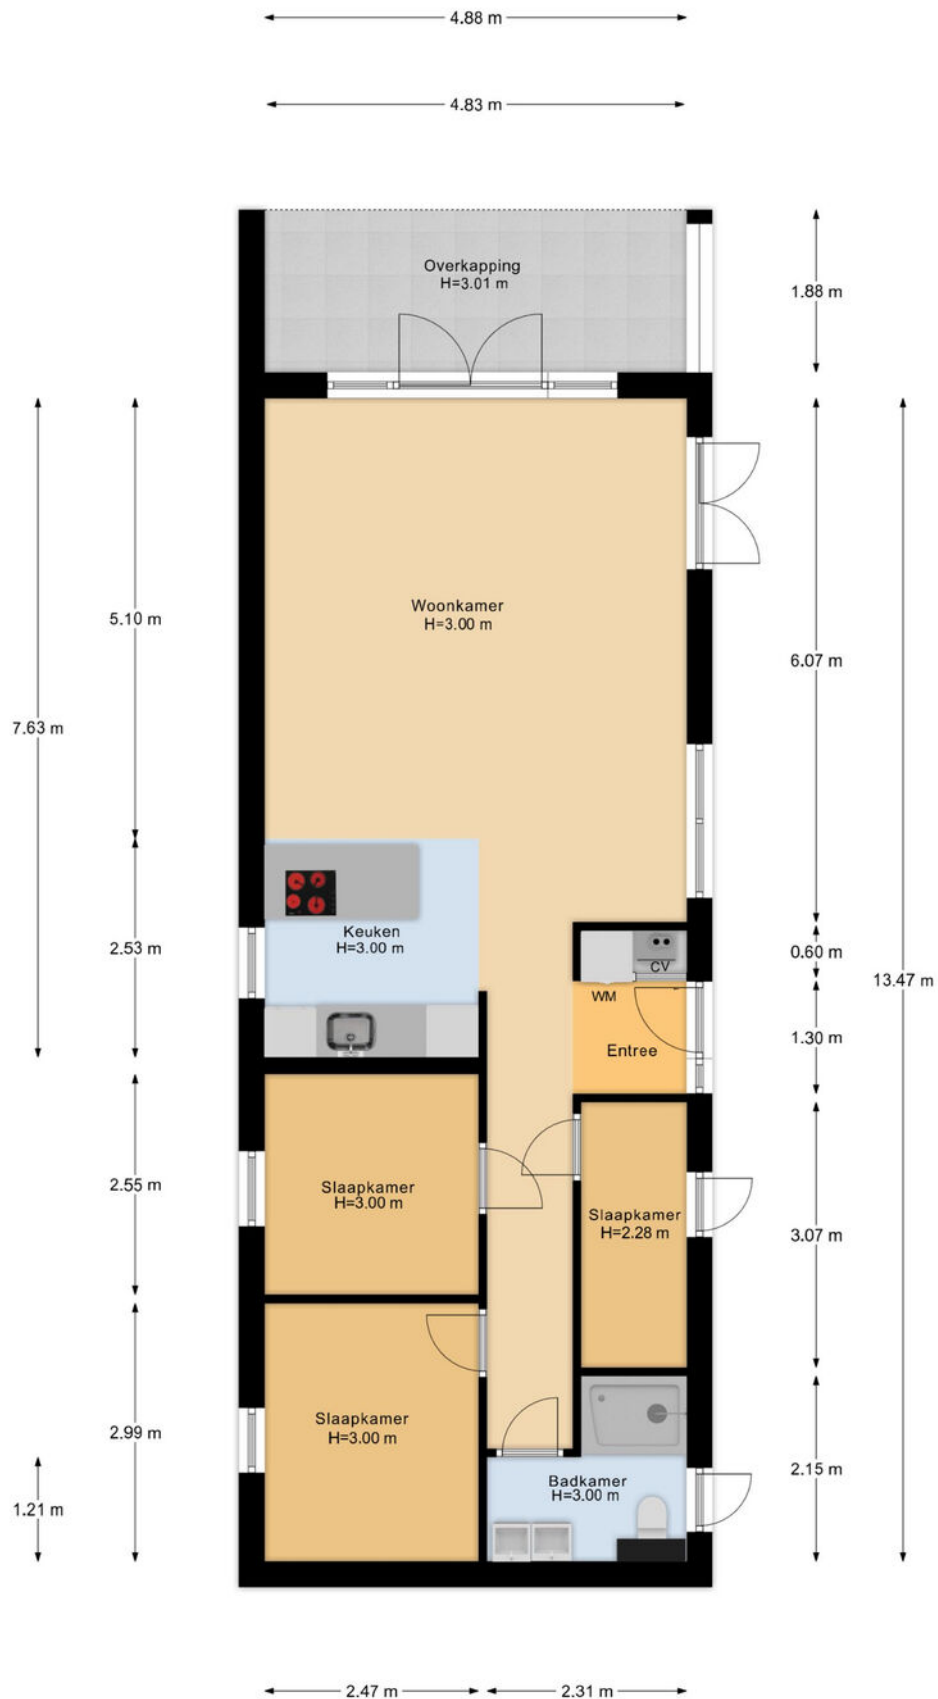 4.88 m
4.83 m
Overkapping
H=3.01 m
1.88 m
Woonkamer
H=3.00 m
5.10 m
6.07 m
7.63 m
Keuken
H=3.00 m
2.53 m
CV
WM
0.60 m
13.47 m
Entree
1.30 m
Slaapkamer
H=3.00 m
2.55 m
Slaapkamer
H=2.28 m
3.07 m
Slaapkamer
H=3.00 m
2.99 m
1.21 m
Badkamer
H=3.00 m
2.15 m
2.47 m
2.31 m